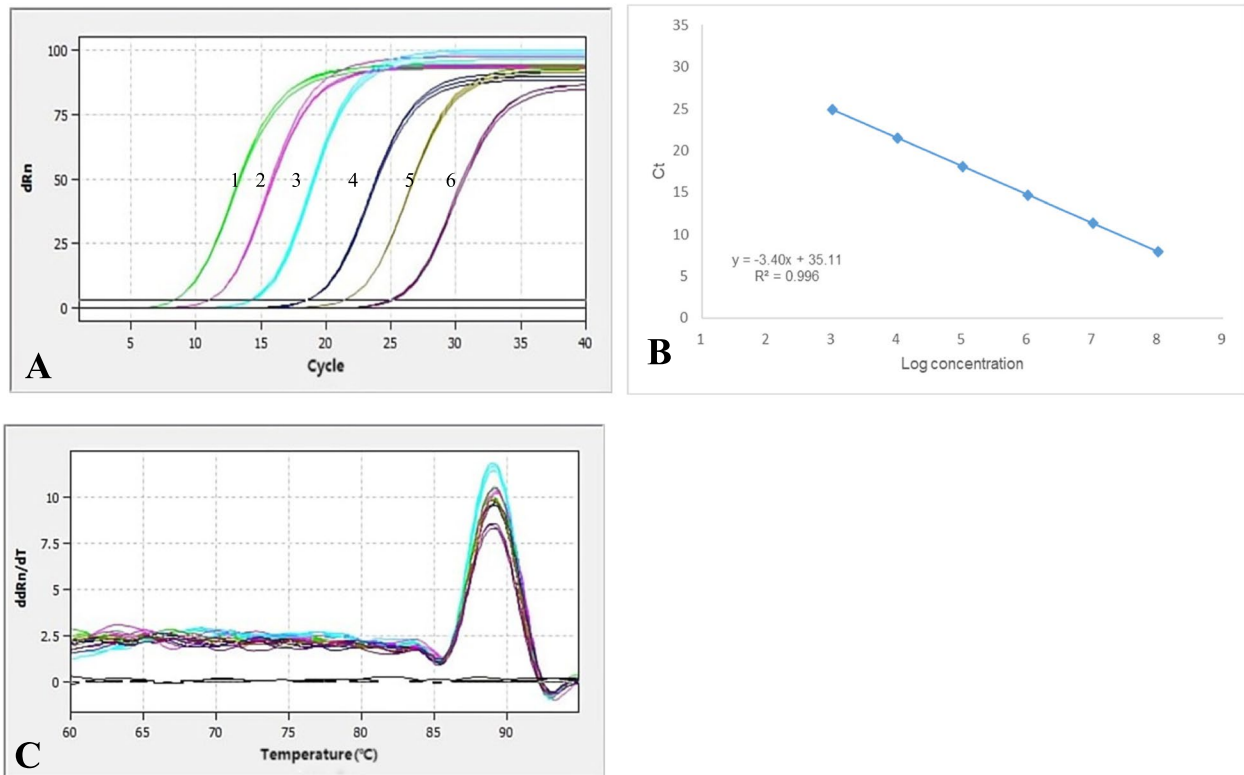 100
75
50
25
0
dRn
1 2 3 4 5 6
5 10 15 20 25 30 35 40
Cycle
A
35
30
25
20
15
10
5
0
Ct
y = -3.40x + 35.11
R² = 0.996
1 2 3 4 5 6 7 8 9
Log concentration
B
10
7.5
5
2.5
0
ddRn/dT
60 65 70 75 80 85 90
Temperature(°C)
C